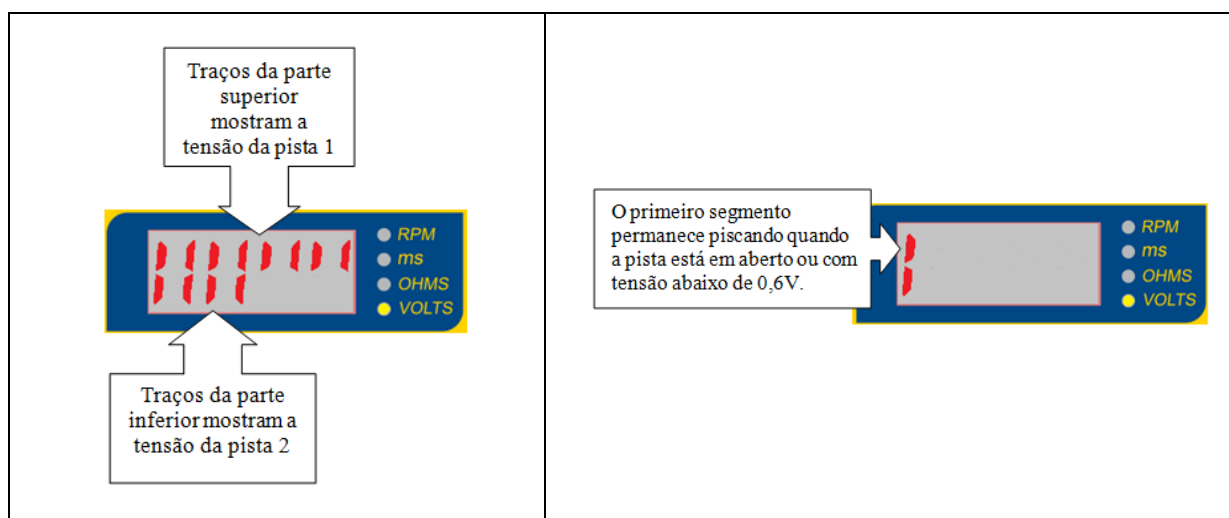 Traços da parte
superior
mostram a
tensão da pista 1
RPM
ms
OHMS
VOLTS
Traços da parte
inferior mostram a
tensão da pista 2
O primeiro segmento
permanece piscando quando
a pista está em aberto ou com
tensão abaixo de 0,6V.
RPM
ms
OHMS
VOLTS